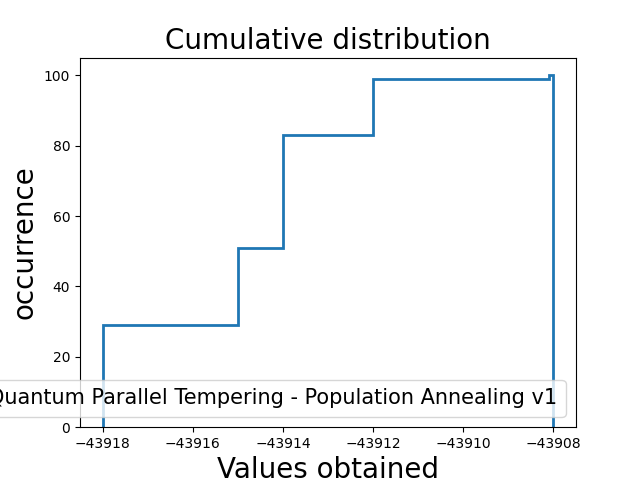 Cumulative distribution
100
80
60
40
20
0
occurrence
Parallel Tempering - Population Annealing v1
−43918 −43916 −43914 −43912 −43910 −43908
Values obtained